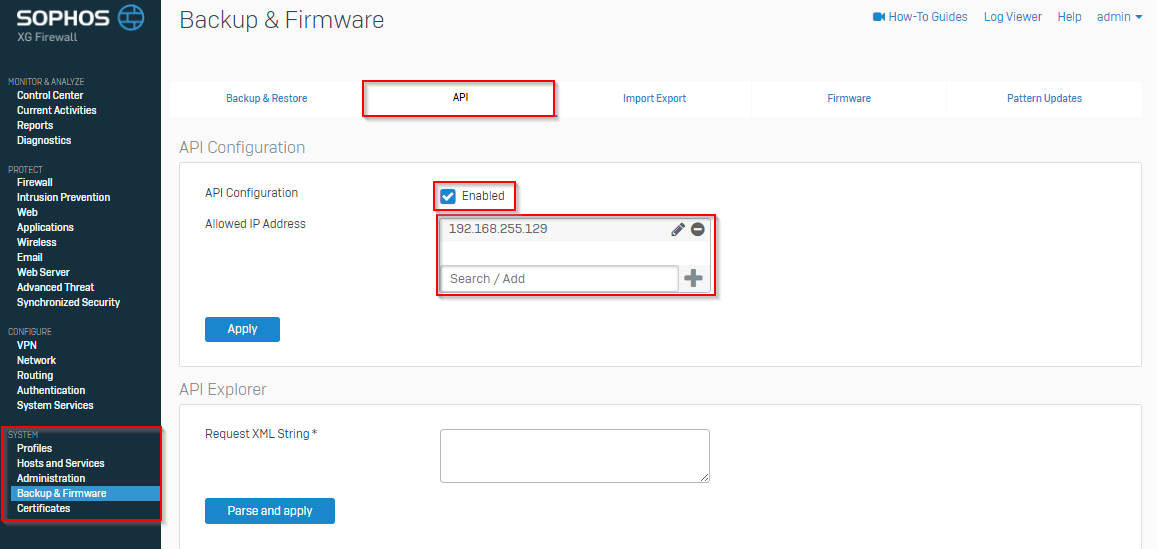 SOPHOS
XG Firewall
Backup & Firmware
How-To Guides Log Viewer Help admin
MONITOR & ANALYZE
Control Center
Current Activities
Reports
Diagnostics
PROTECT
Firewall
Intrusion Prevention
Web
Applications
Wireless
Email
Web Server
Advanced Threat
Synchronized Security
CONFIGURE
VPN
Network
Routing
Authentication
System Services
SYSTEM
Profiles
Hosts and Services
Administration
Backup & Firmware
Certificates
Backup & Restore API Import Export Firmware Pattern Updates
API Configuration
API Configuration Enabled
Allowed IP Address 192.168.255.129
Search / Add
Apply
API Explorer
Request XML String *
Parse and apply